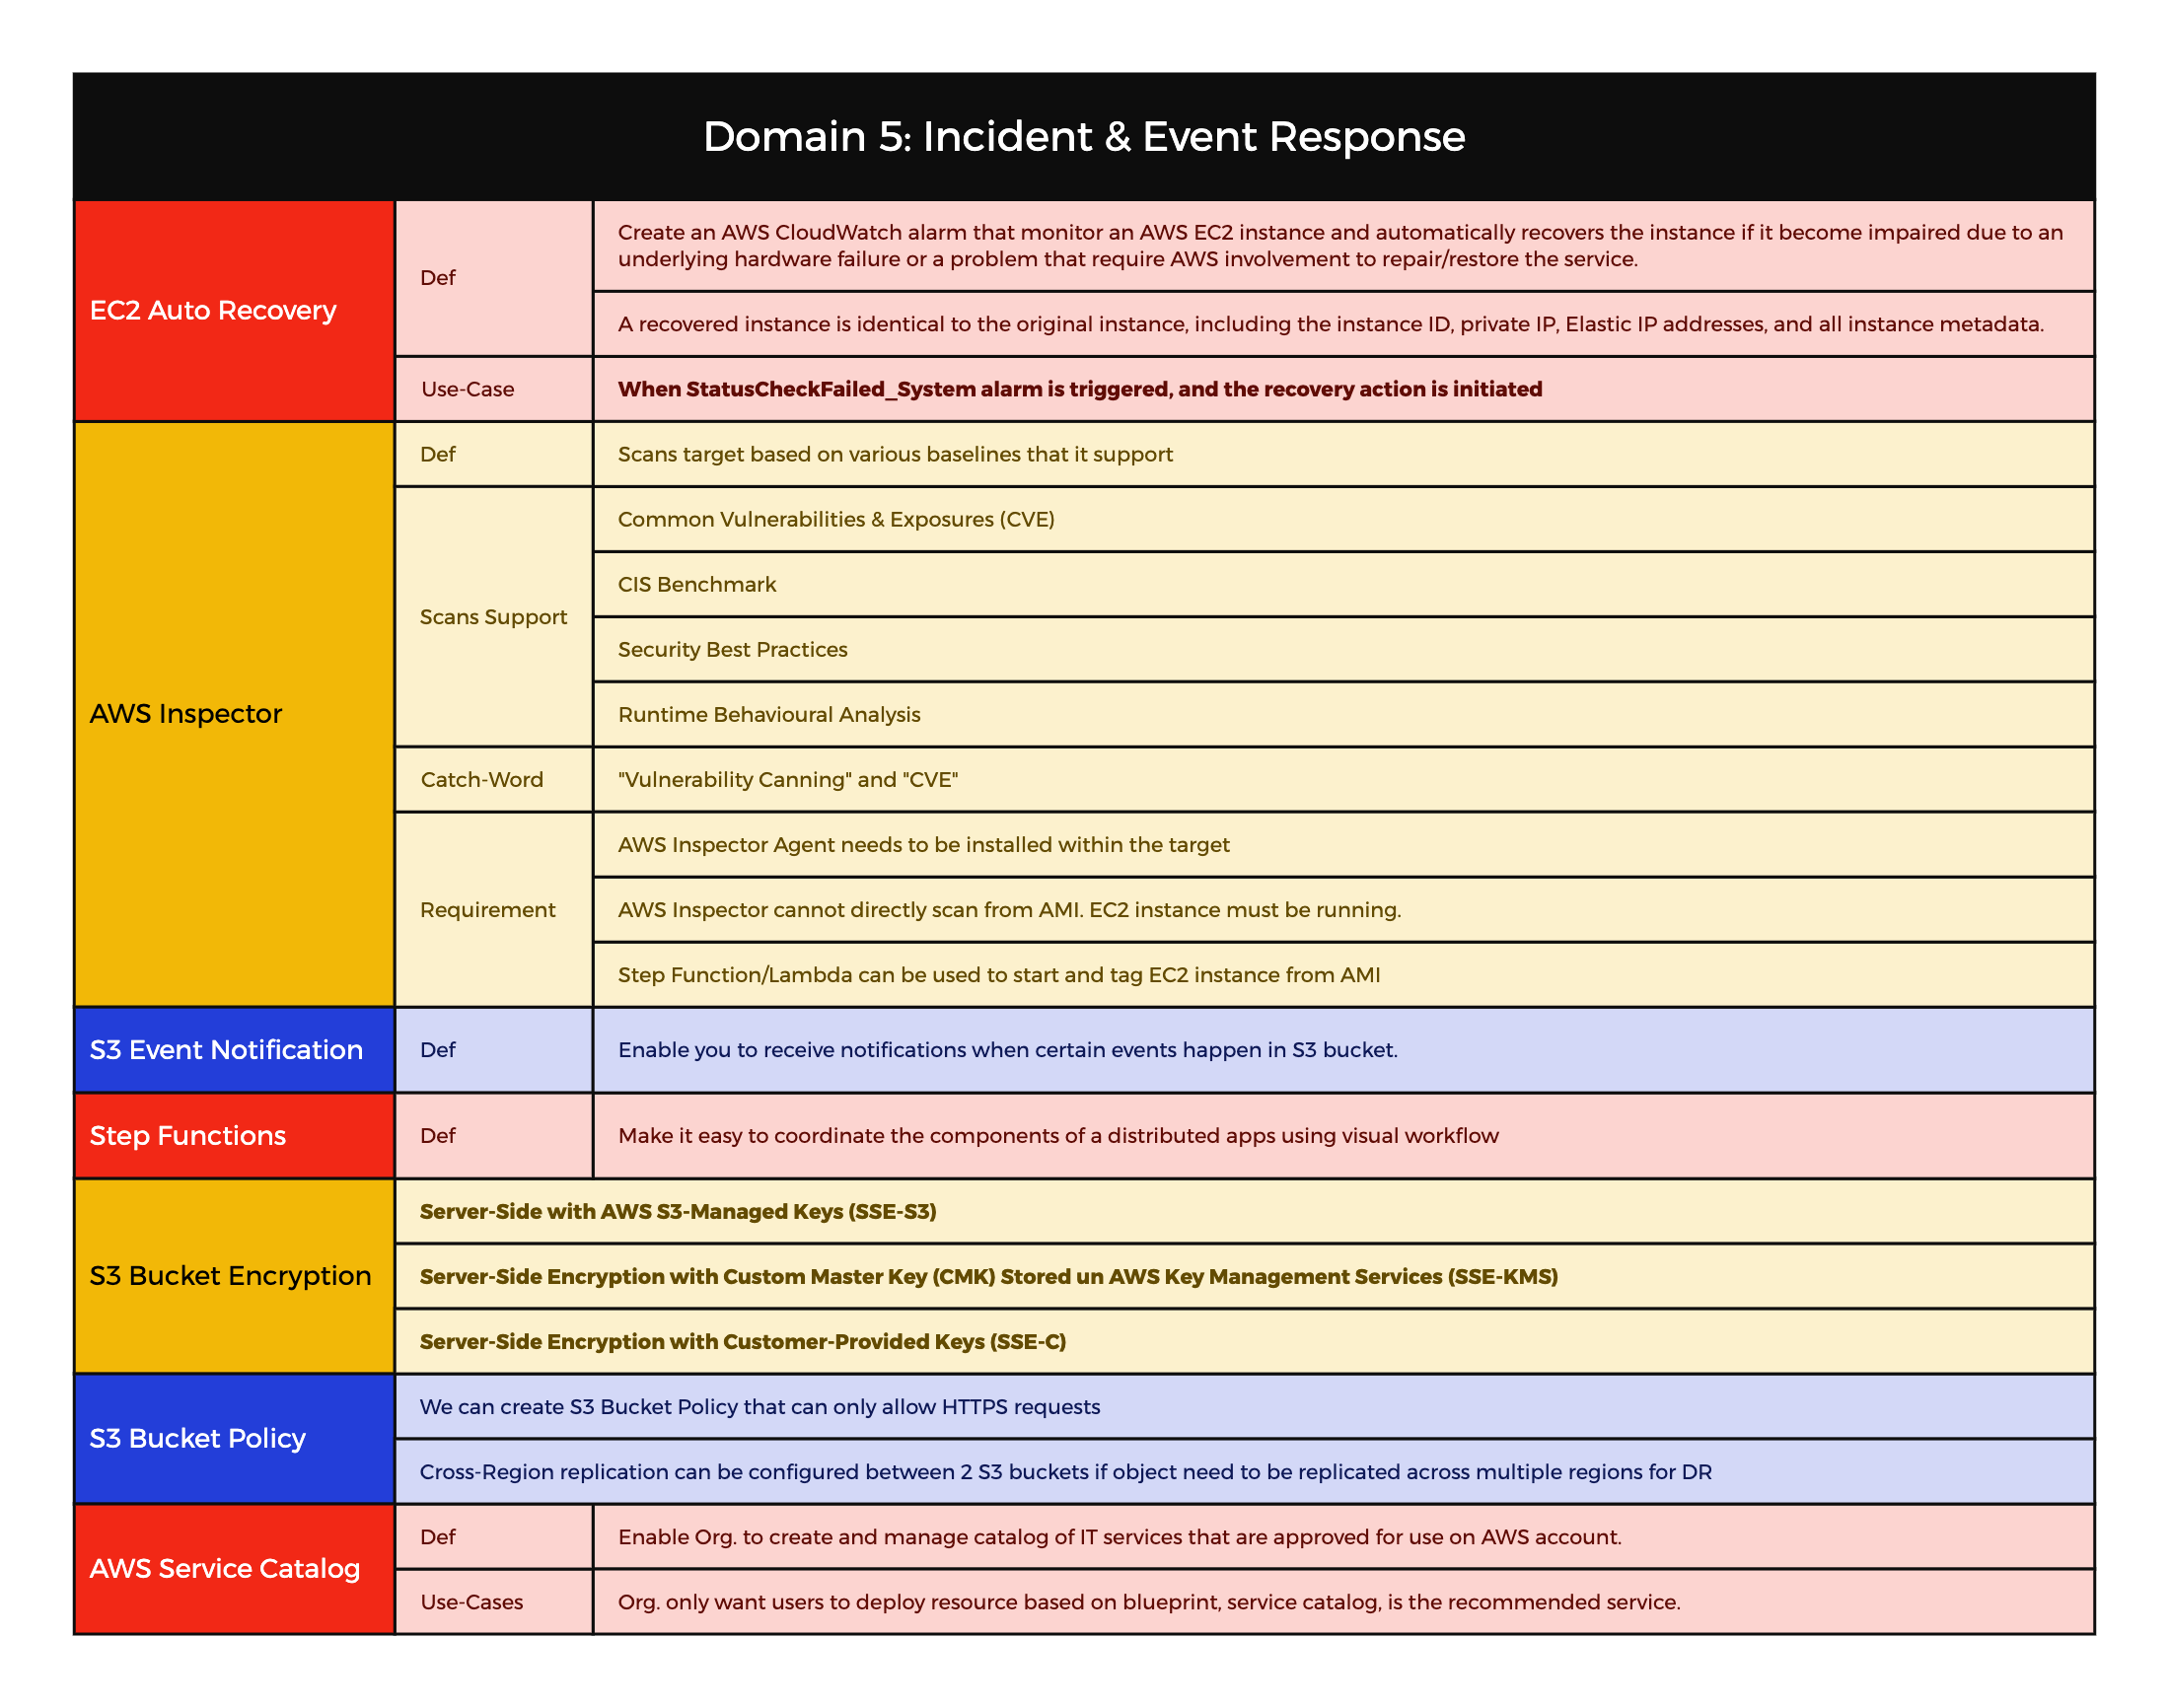 Domain 5: Incident & Event Response
EC2 Auto Recovery
Def
Create an AWS CloudWatch alarm that monitor an AWS EC2 instance and automatically recovers the instance if it become impaired due to an
underlying hardware failure or a problem that require AWS involvement to repair/restore the service.
A recovered instance is identical to the original instance, including the instance ID, private IP, Elastic IP addresses, and all instance metadata.
Use-Case
When StatusCheckFailed_System alarm is triggered, and the recovery action is initiated
AWS Inspector
Def
Scans target based on various baselines that it support
Scans Support
Common Vulnerabilities & Exposures (CVE)
CIS Benchmark
Security Best Practices
Runtime Behavioural Analysis
Catch-Word
"Vulnerability Canning" and "CVE"
Requirement
AWS Inspector Agent needs to be installed within the target
AWS Inspector cannot directly scan from AMI. EC2 instance must be running.
Step Function/Lambda can be used to start and tag EC2 instance from AMI
S3 Event Notification
Def
Enable you to receive notifications when certain events happen in S3 bucket.
Step Functions
Def
Make it easy to coordinate the components of a distributed apps using visual workflow
S3 Bucket Encryption
Server-Side with AWS S3-Managed Keys (SSE-S3)
Server-Side Encryption with Custom Master Key (CMK) Stored un AWS Key Management Services (SSE-KMS)
Server-Side Encryption with Customer-Provided Keys (SSE-C)
S3 Bucket Policy
We can create S3 Bucket Policy that can only allow HTTPS requests
Cross-Region replication can be configured between 2 S3 buckets if object need to be replicated across multiple regions for DR
AWS Service Catalog
Def
Enable Org. to create and manage catalog of IT services that are approved for use on AWS account.
Use-Cases
Org. only want users to deploy resource based on blueprint, service catalog, is the recommended service.